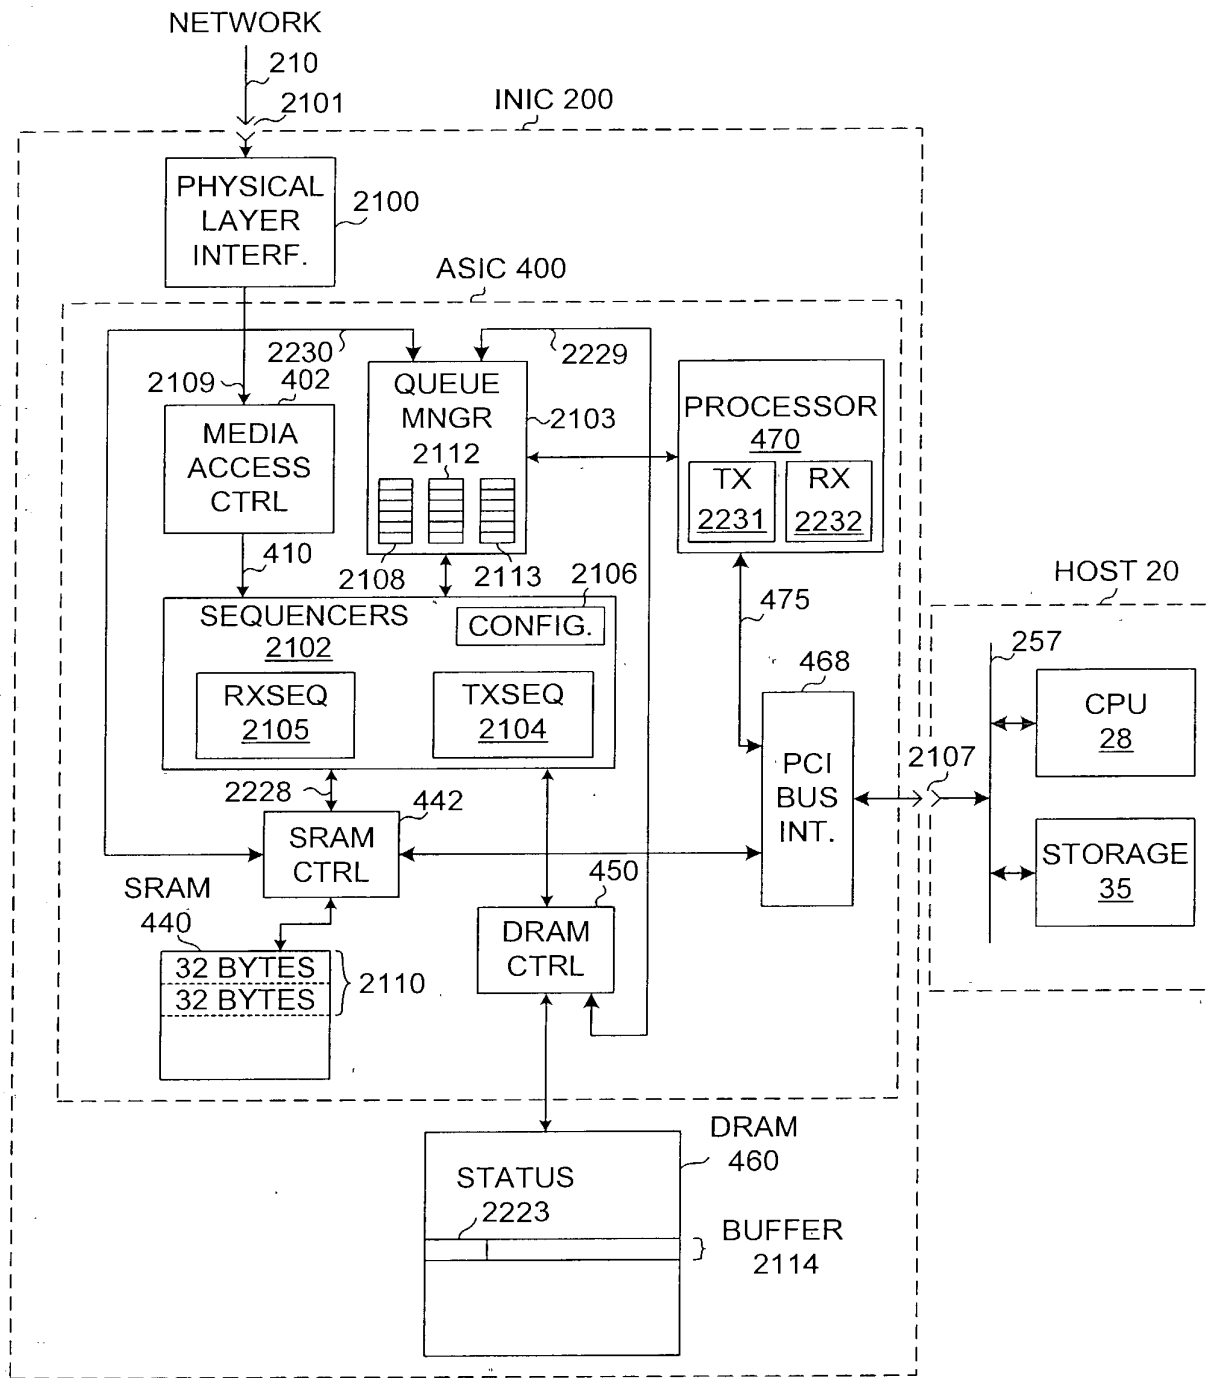 NETWORK
210
2101
INIC 200
PHYSICAL
LAYER
INTERF.
2100
ASIC 400
2230
2229
2109
402
QUEUE
MNGR
2103
2112
PROCESSOR
470
TX
2231
RX
2232
MEDIA
ACCESS
CTRL
410
2108
2113
2106
HOST 20
SEQUENCERS
2102
CONFIG.
475
257
RXSEQ
2105
TXSEQ
2104
468
CPU
28
2107
PCI
BUS
INT.
2228
442
SRAM
CTRL
STORAGE
35
SRAM
440
450
DRAM
CTRL
32 BYTES
32 BYTES
2110
DRAM
460
STATUS
2223
BUFFER
2114